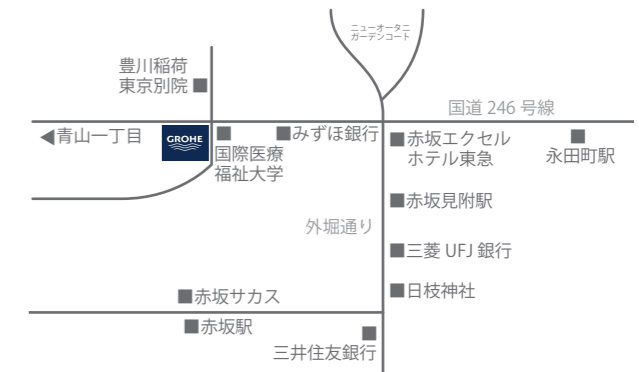 ニューオータニ
ガーデンコート
豊川稲荷
東京別院
国道 246 号線
青山一丁目
GROHE
国際医療
福祉大学
みずほ銀行
赤坂エクセル
ホテル東急
永田町駅
赤坂見附駅
外堀通り
三菱 UFJ 銀行
赤坂サカス
日枝神社
赤坂駅
三井住友銀行